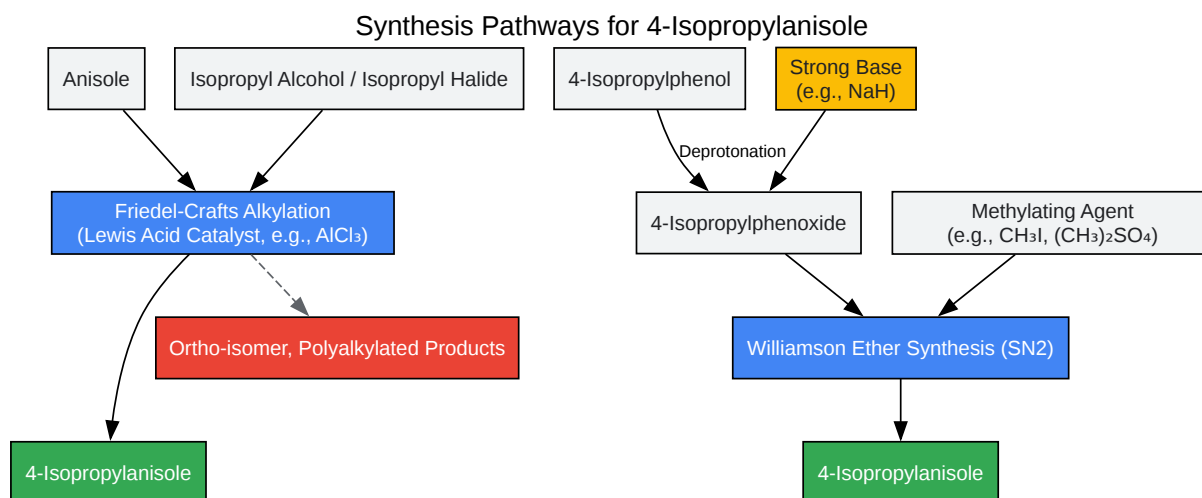 Synthesis Pathways for 4-Isopropylanisole
Anisole
Isopropyl Alcohol / Isopropyl Halide
4-Isopropylphenol
Strong Base
(e.g., NaH)
Deprotonation
Friedel-Crafts Alkylation
(Lewis Acid Catalyst, e.g., AlCl₃)
4-Isopropylphenoxide
Methylating Agent
(e.g., CH₃I, (CH₃)₂SO₄)
Ortho-isomer, Polyalkylated Products
Williamson Ether Synthesis (SN2)
4-Isopropylanisole
4-Isopropylanisole